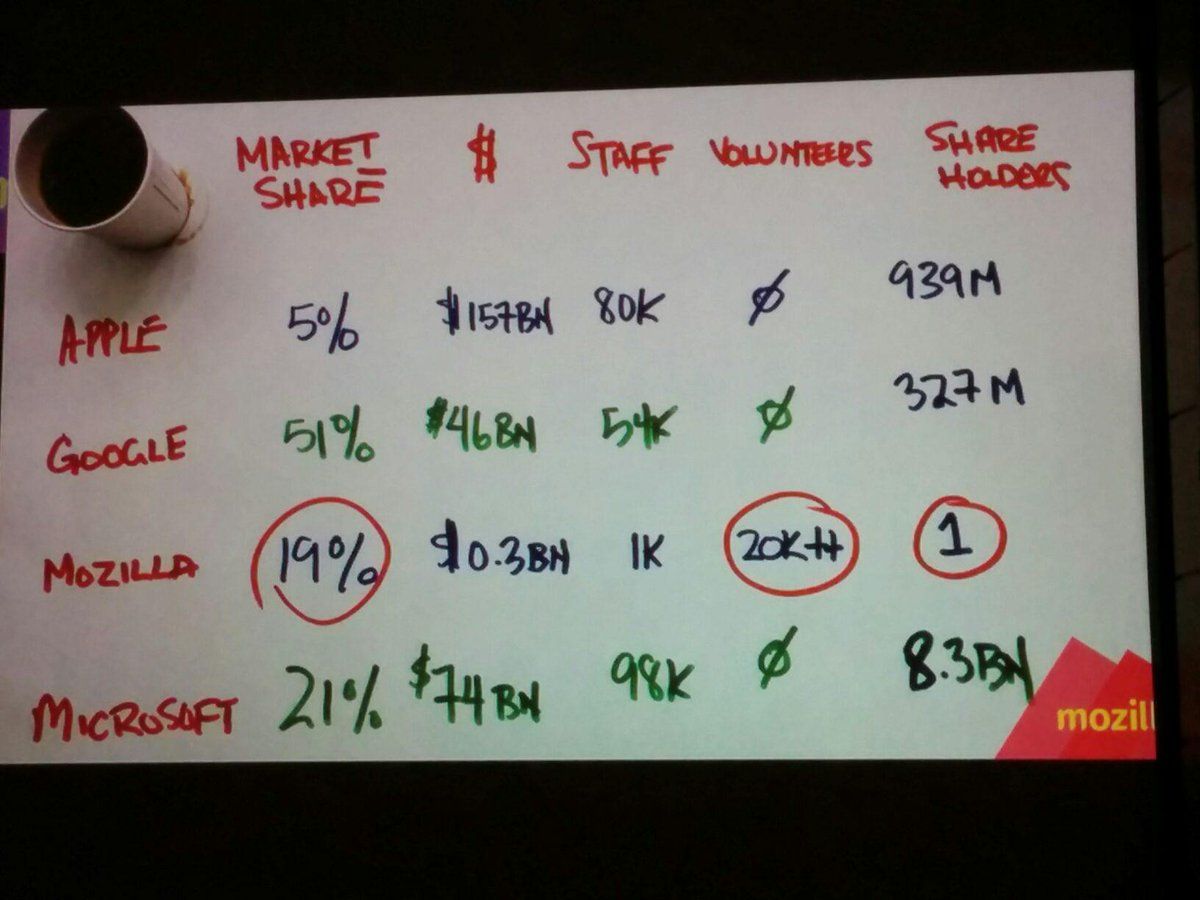 MARKET $ STAFF VOLUNTEERS SHARE
SHARE HOLDERS
APPLE 5% $157BN 80K Ø 939M
GOOGLE 51% $46BN 54K Ø 327M
MOZILLA 19% $0.3BN 1K 20K++ 1
MICROSOFT 21% $74BN 98K Ø 8.3BN
mozill